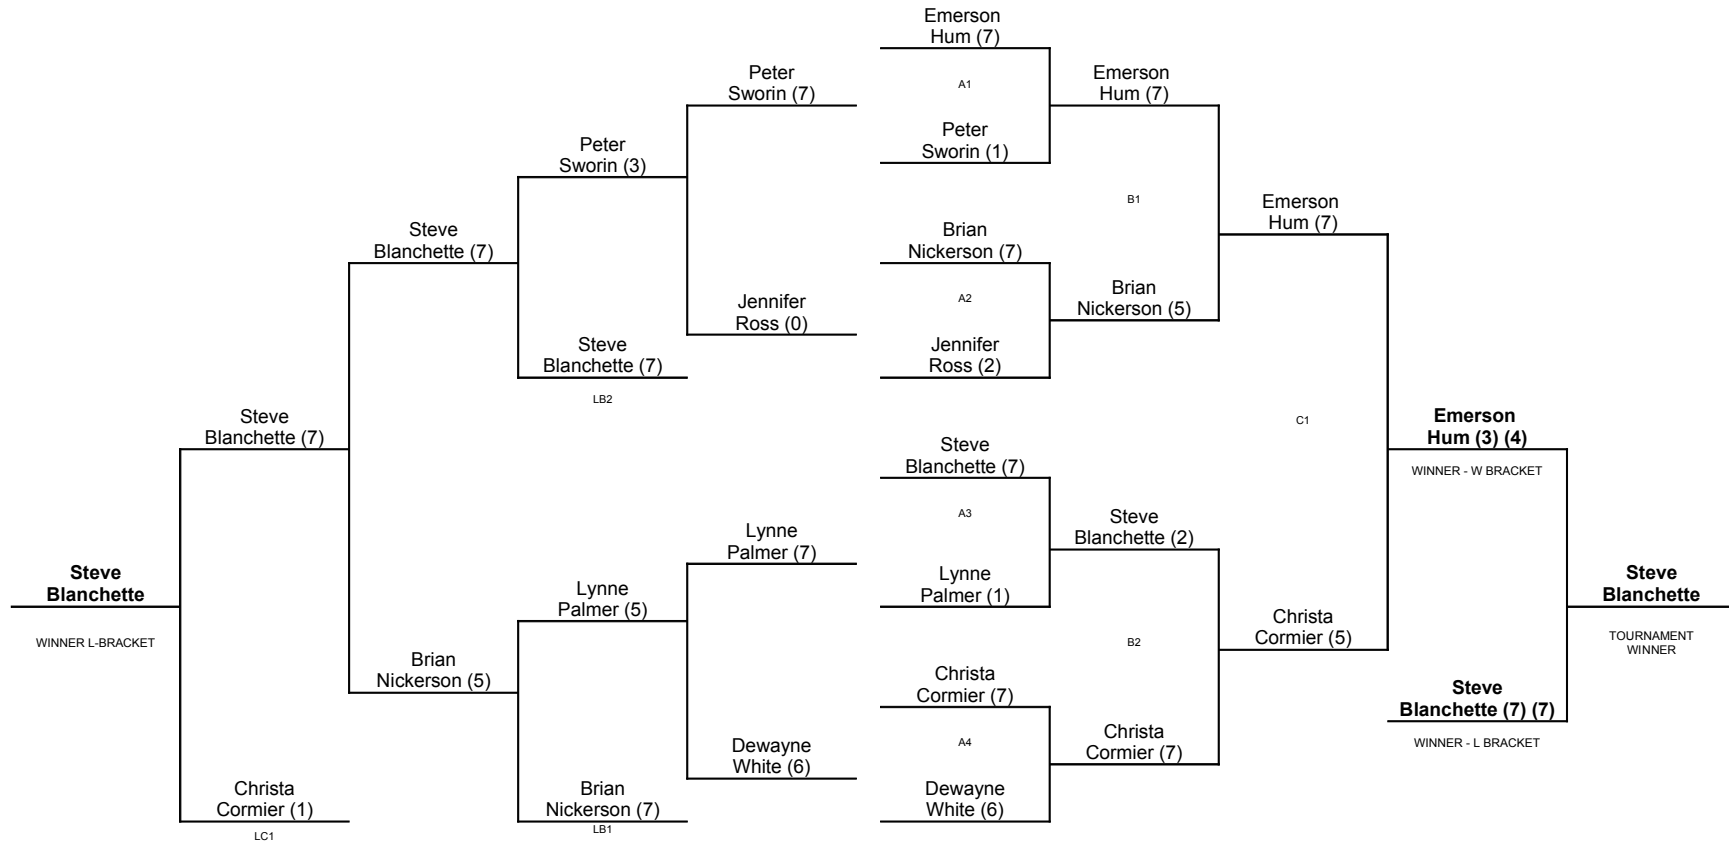 Emerson
Hum (7)
A1
Peter
Sworin (1)
Brian
Nickerson (7)
A2
Jennifer
Ross (2)
Steve
Blanchette (7)
A3
Lynne
Palmer (1)
Christa
Cormier (7)
A4
Dewayne
White (6)
Emerson
Hum (7)
B1
Brian
Nickerson (5)
Steve
Blanchette (2)
B2
Christa
Cormier (7)
Emerson
Hum (7)
C1
Christa
Cormier (5)
Emerson
Hum (3) (4)
WINNER - W BRACKET
Steve
Blanchette (7) (7)
WINNER - L BRACKET
Steve
Blanchette
TOURNAMENT
WINNER
Peter
Sworin (7)
Jennifer
Ross (0)
Lynne
Palmer (7)
Dewayne
White (6)
Peter
Sworin (3)
Steve
Blanchette (7)
LB2
Lynne
Palmer (5)
Brian
Nickerson (7)
LB1
Steve
Blanchette (7)
Brian
Nickerson (5)
Steve
Blanchette (7)
Christa
Cormier (1)
LC1
Steve
Blanchette
WINNER L-BRACKET